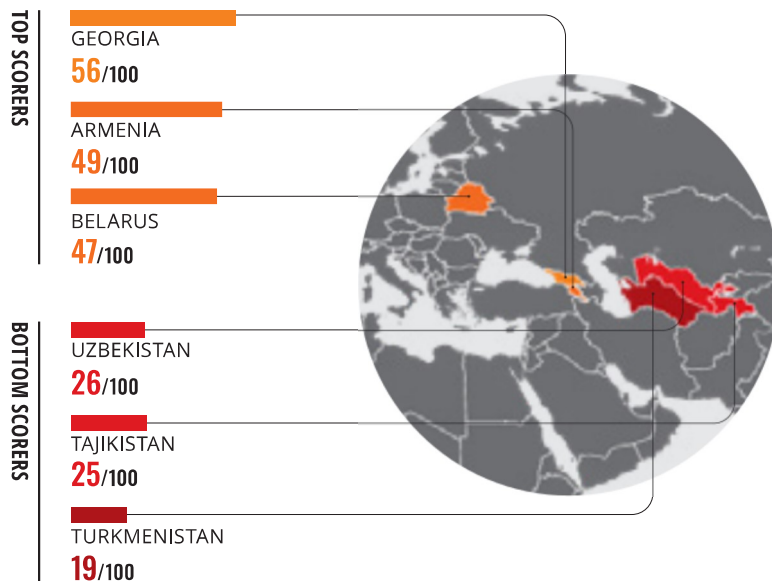 TOP SCORERS
GEORGIA
56/100
ARMENIA
49/100
BELARUS
47/100
BOTTOM SCORERS
UZBEKISTAN
26/100
TAJIKISTAN
25/100
TURKMENISTAN
19/100